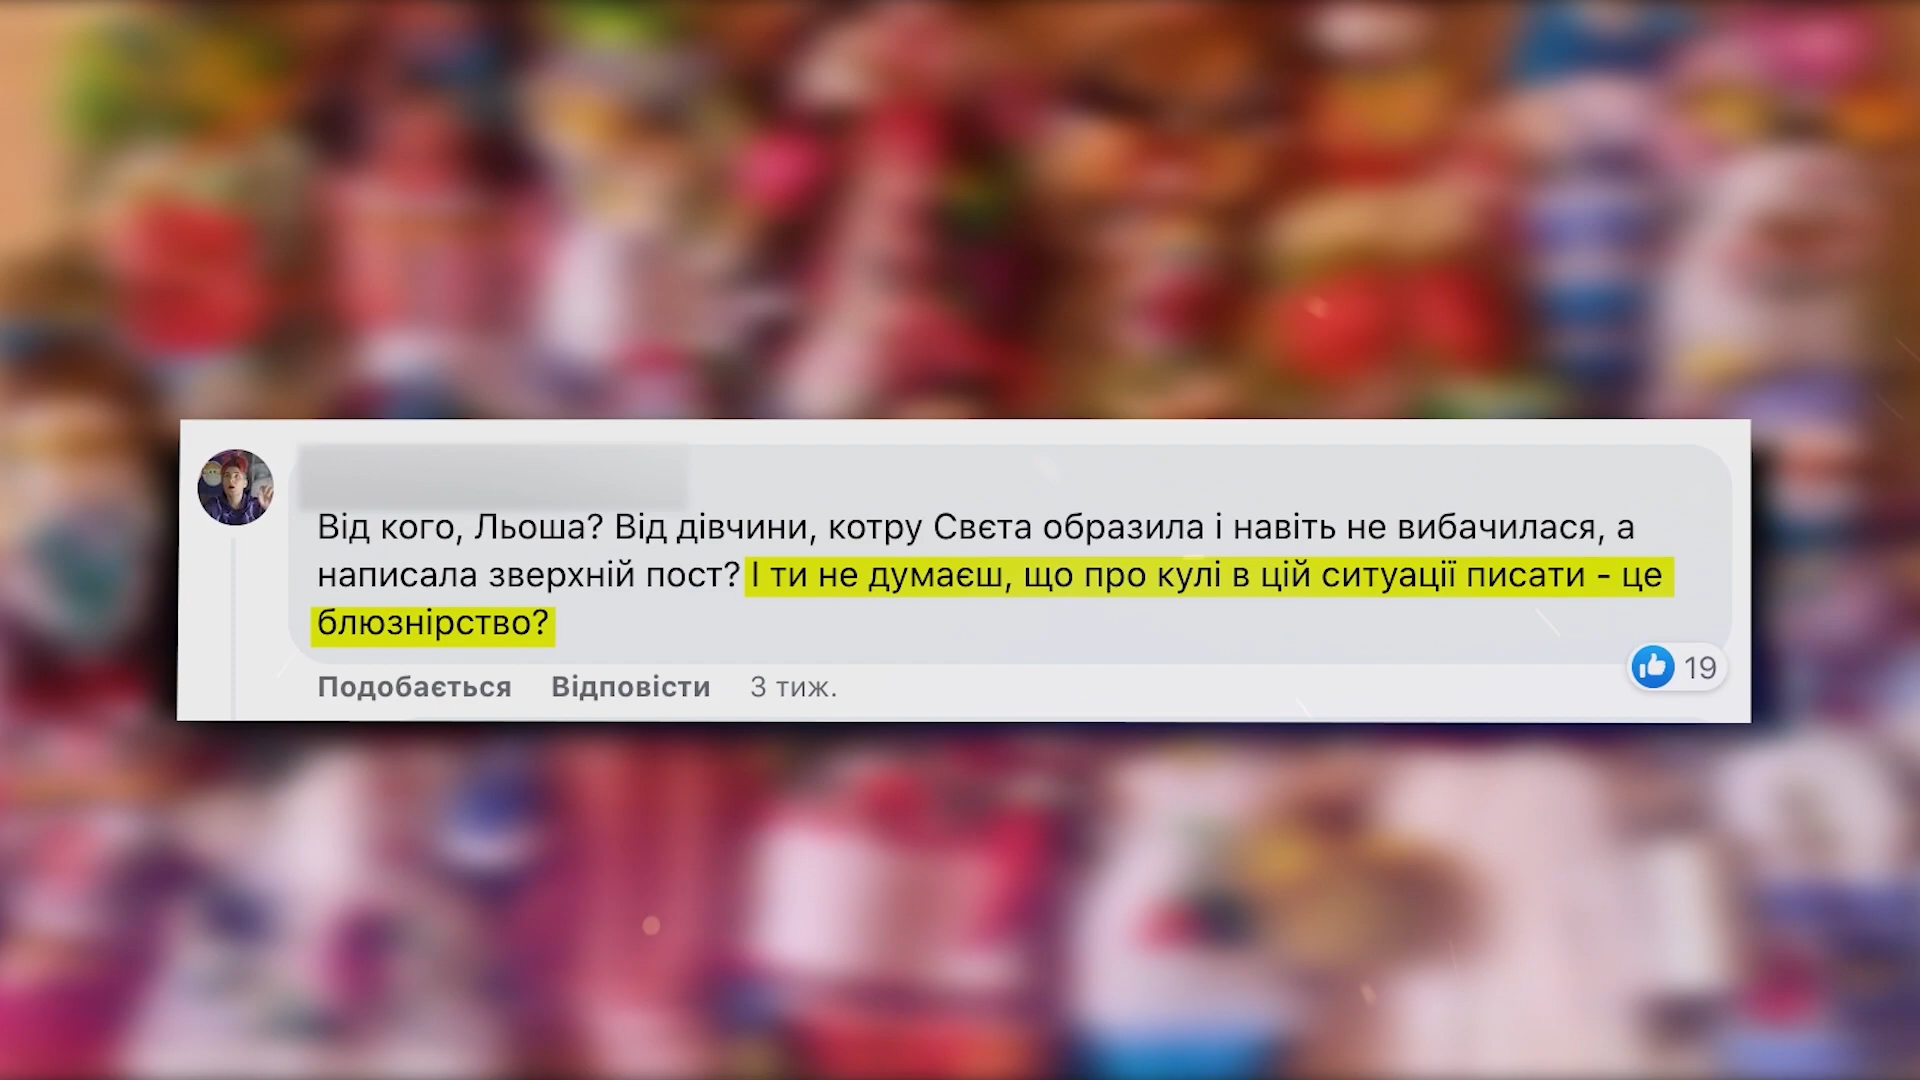 Від кого, Льоша? Від дівчини, котру Свєта образила і навіть не вибачилася, а
написала зверхній пост? І ти не думаєш, що про кулі в цій ситуації писати - це
блюзнірство?
Подобається Відповісти 3 тиж.
19